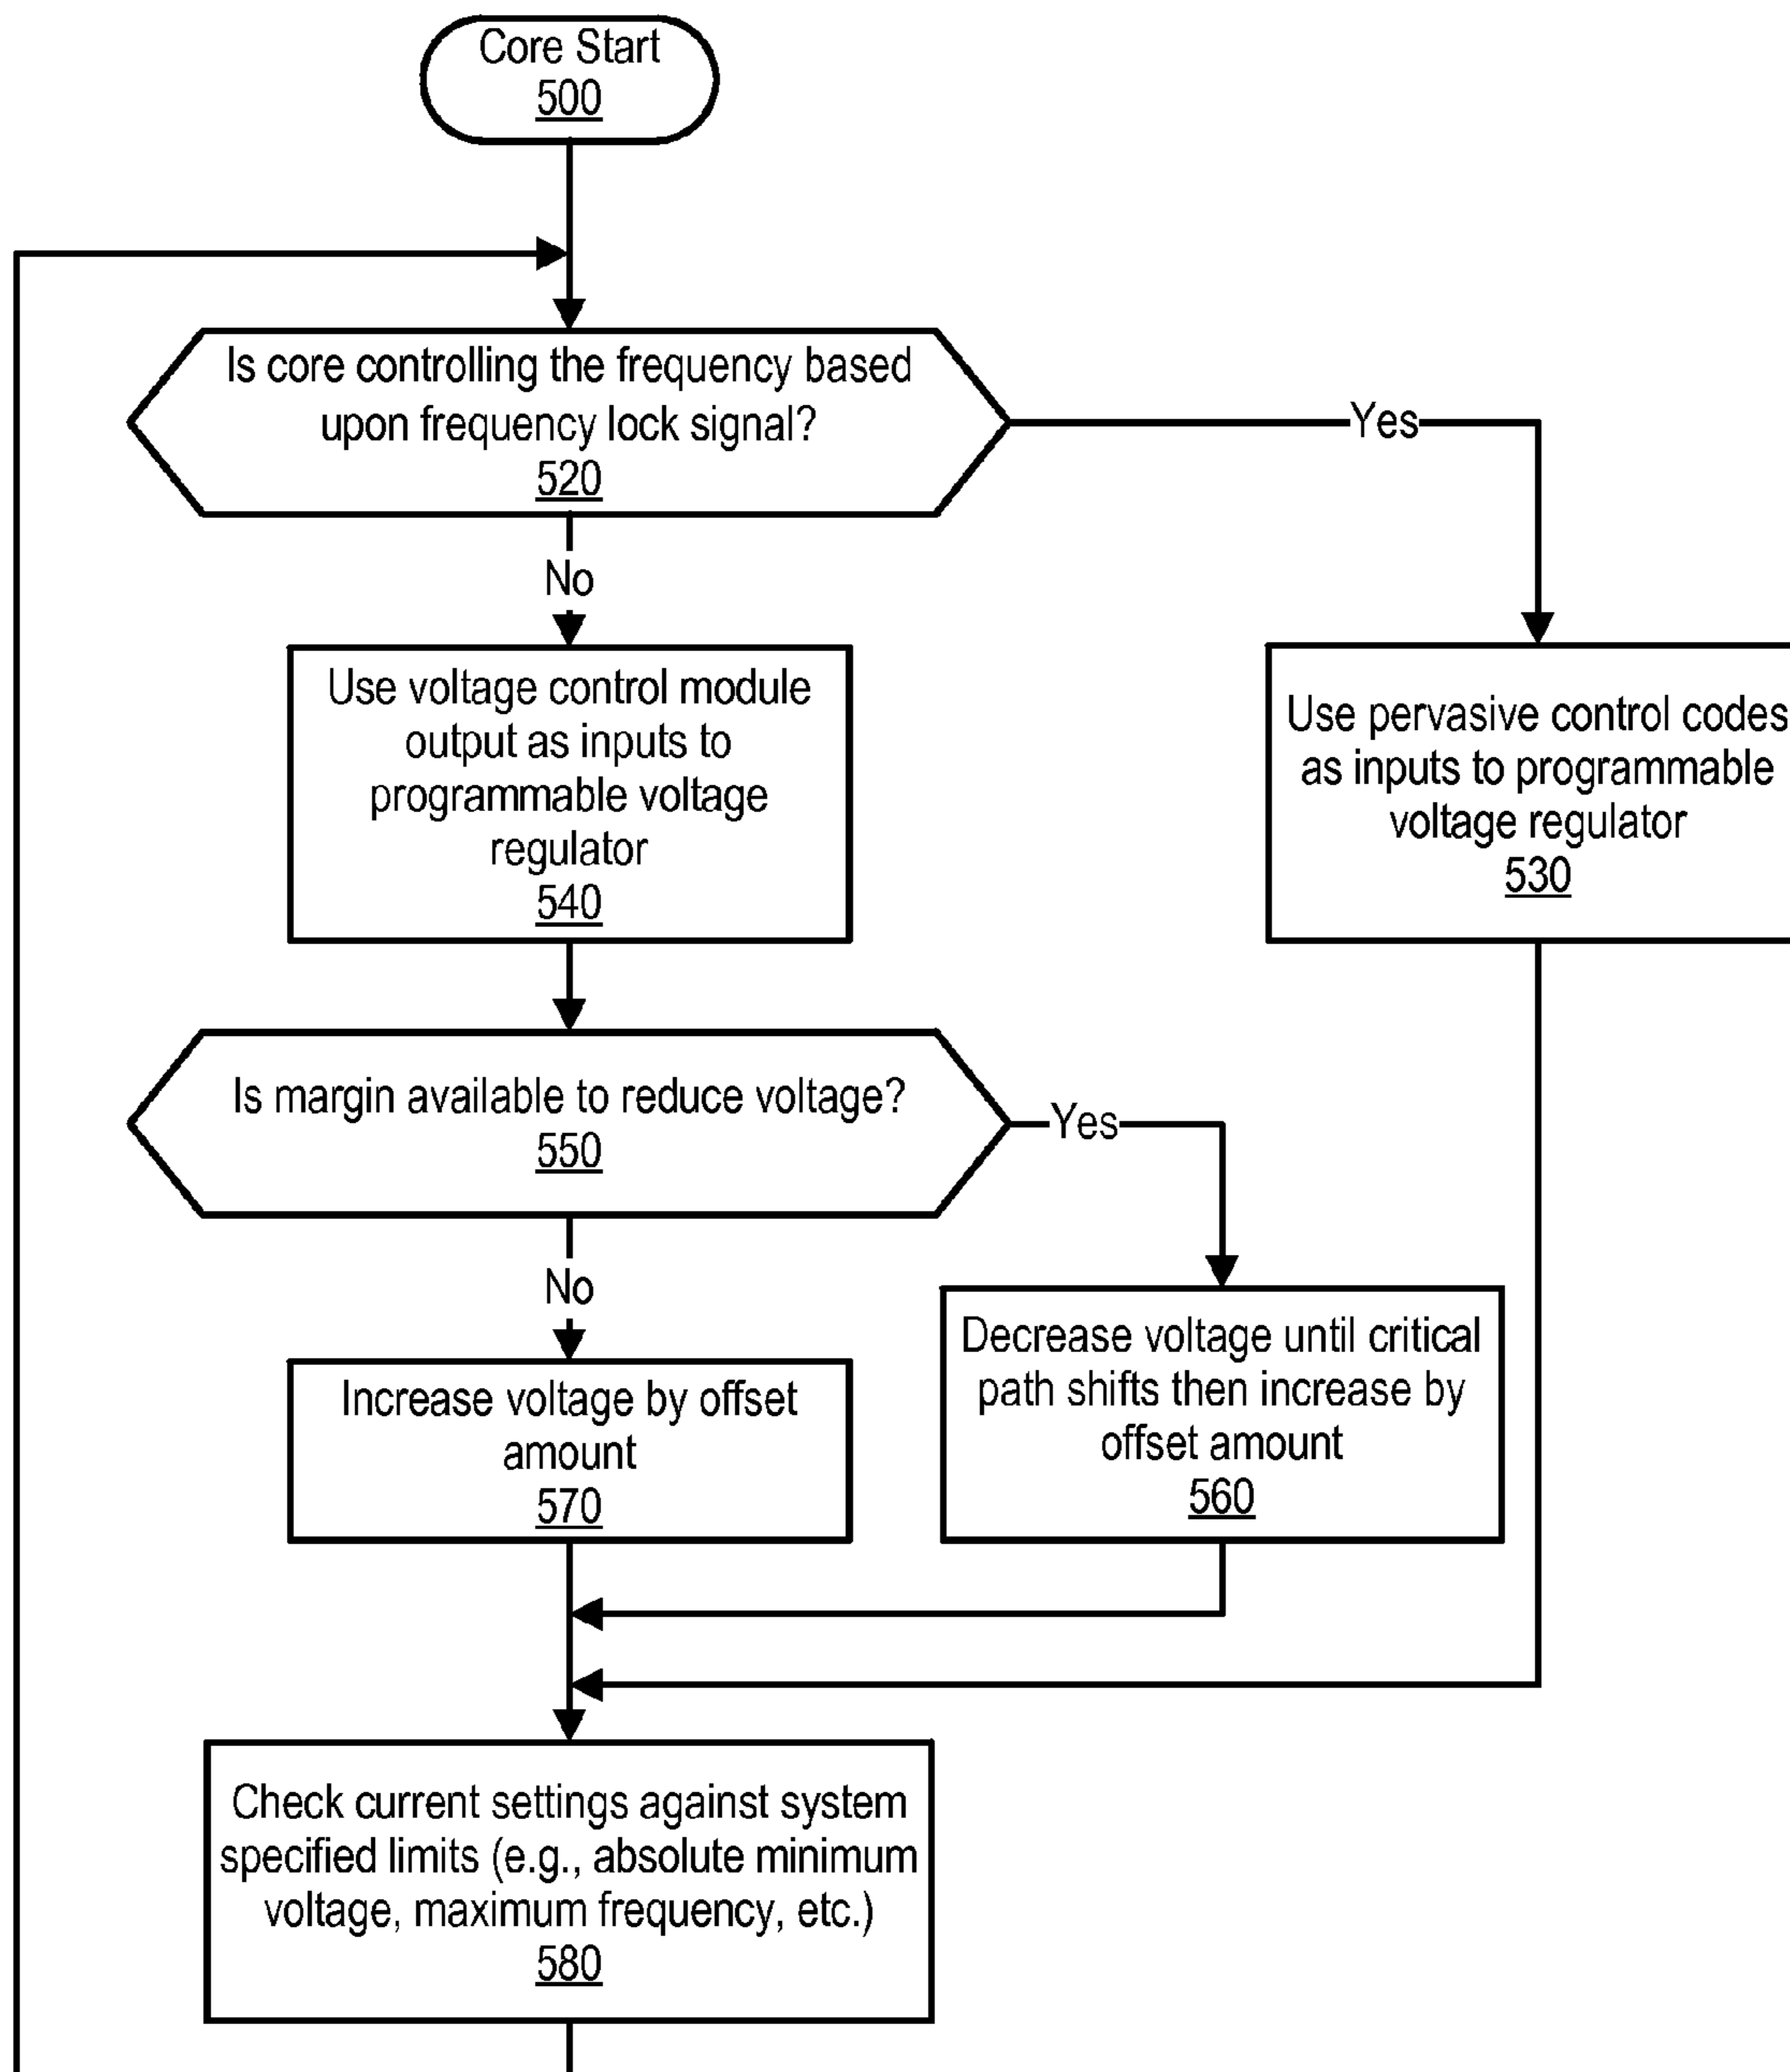 Core Start
500
Is core controlling the frequency based
upon frequency lock signal?
520
Yes
No
Use voltage control module
output as inputs to
programmable voltage
regulator
540
Use pervasive control codes
as inputs to programmable
voltage regulator
530
Is margin available to reduce voltage?
550
Yes
No
Increase voltage by offset
amount
570
Decrease voltage until critical
path shifts then increase by
offset amount
560
Check current settings against system
specified limits (e.g., absolute minimum
voltage, maximum frequency, etc.)
580